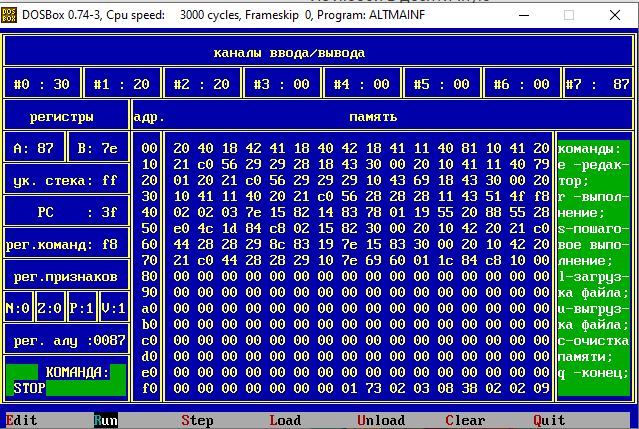 DOSBox 0.74-3, Cpu speed: 3000 cycles, Frameskip 0, Program: ALTMAINF
каналы ввода/вывода
#0 : 30 #1 : 20 #2 : 20 #3 : 00 #4 : 00 #5 : 00 #6 : 00 #7 : 87
регистры адр. память
A: 87 B: 7e 00 20 40 18 42 41 18 40 42 18 41 11 40 81 10 41 20 команды:
10 21 c0 56 29 29 28 18 43 30 00 20 10 41 11 40 79 e -редак-
ук. стека: ff 20 01 20 21 c0 56 29 29 29 10 43 69 18 43 30 00 20 тор;
30 10 41 11 40 20 21 c0 56 28 28 28 11 43 51 4f f8 r -выпол-
PC : 3f 40 02 02 03 7e 15 82 14 83 78 01 19 55 20 88 55 28 нение;
50 e0 4c 1d 84 c8 02 15 82 30 00 20 10 42 20 21 c0 s-пошаго-
рег.команд: f8 60 44 28 28 29 8c 83 19 7e 15 83 30 00 20 10 42 20 вое выпо-
70 21 c0 44 28 28 29 10 7e 69 60 01 1c 84 c8 10 00 лнение;
рег.признаков 80 00 00 00 00 00 00 00 00 00 00 00 00 00 00 00 00 l-загруз-
90 00 00 00 00 00 00 00 00 00 00 00 00 00 00 00 00 ка файла;
N:0 Z:0 P:1 V:1 a0 00 00 00 00 00 00 00 00 00 00 00 00 00 00 00 00 u-выгруз-
b0 00 00 00 00 00 00 00 00 00 00 00 00 00 00 00 00 ка файла;
рег. алу :0087 c0 00 00 00 00 00 00 00 00 00 00 00 00 00 00 00 00 c-очистка
d0 00 00 00 00 00 00 00 00 00 00 00 00 00 00 00 00 памяти;
КОМАНДА: e0 00 00 00 00 00 00 00 00 00 00 00 00 00 00 00 00 q -конец;
STOP f0 00 00 00 00 00 00 00 01 73 02 03 08 38 02 02 09
Edit Run Step Load Unload Clear Quit